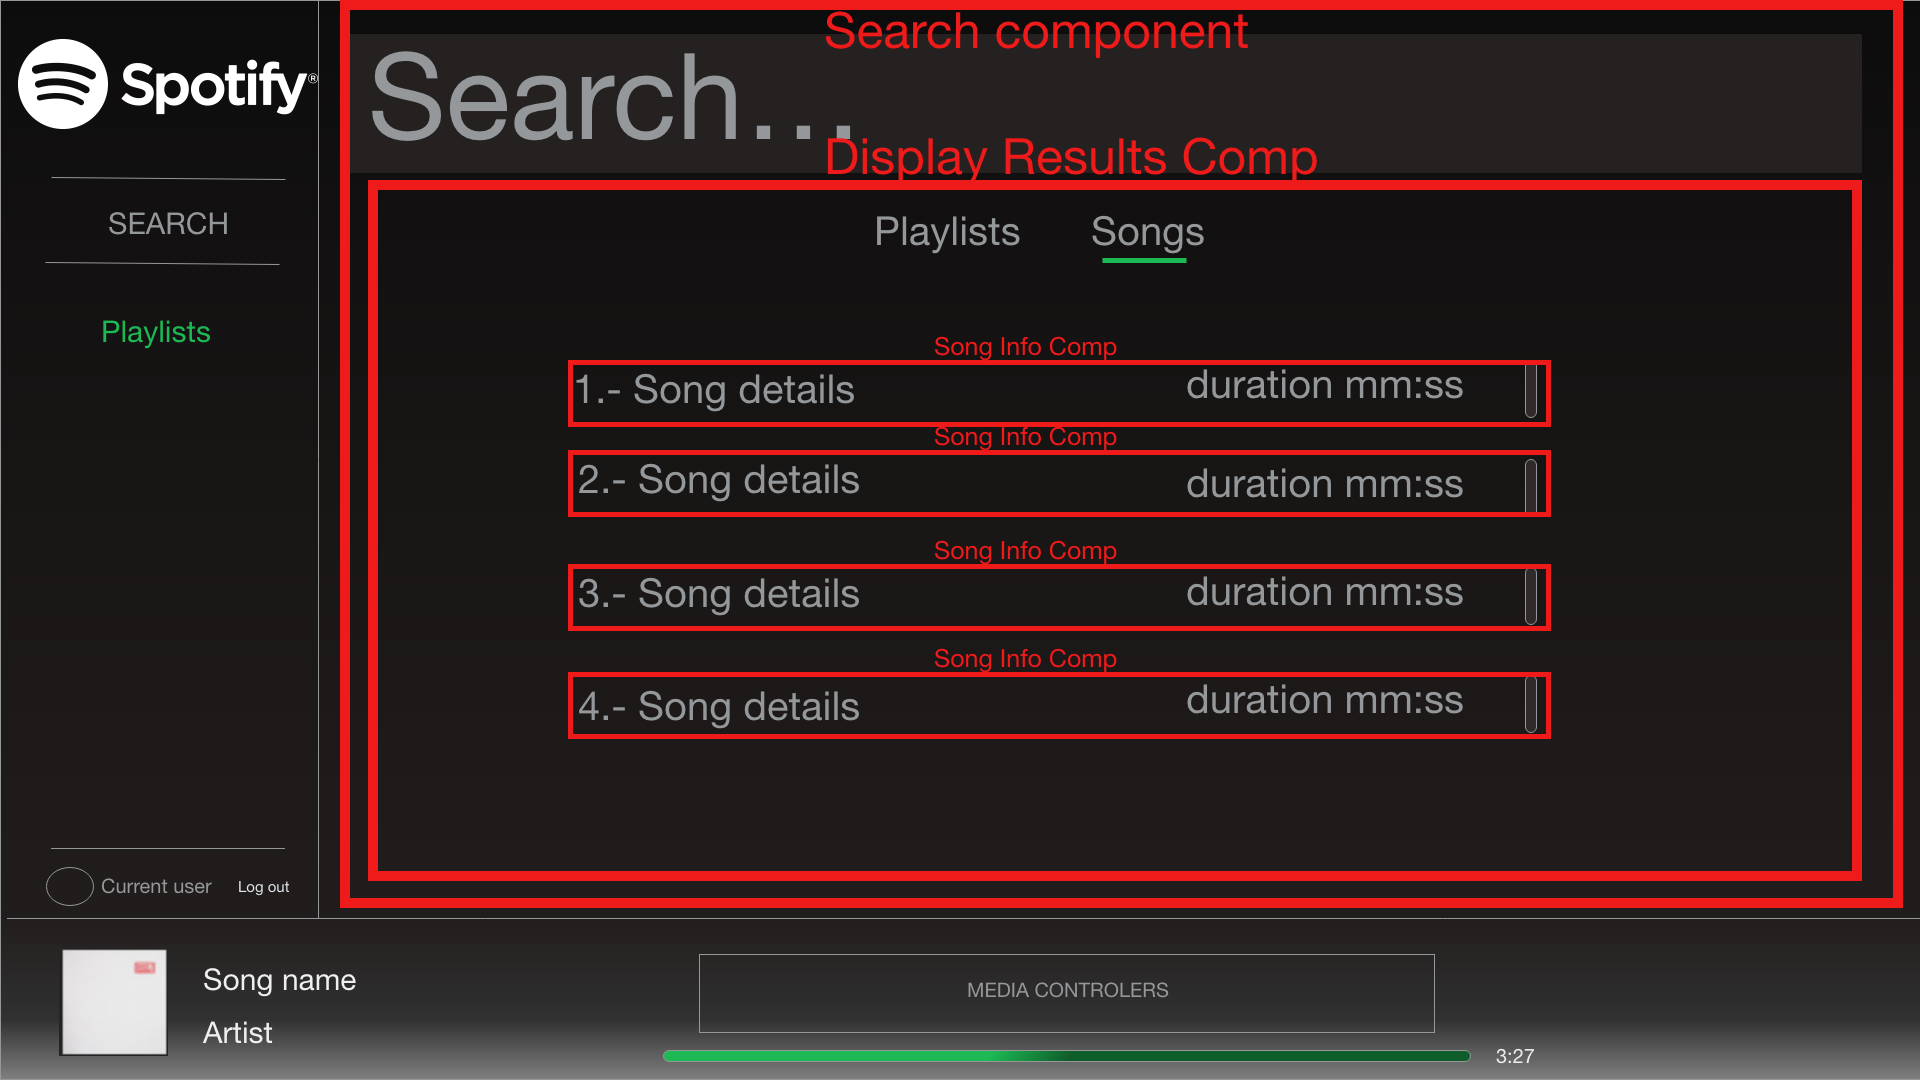 Spotify®
SEARCH
Playlists
Current user
Log out
Search component
Search...
Display Results Comp
Playlists
Songs
Song Info Comp
1.- Song details
duration mm:ss
Song Info Comp
2.- Song details
duration mm:ss
Song Info Comp
3.- Song details
duration mm:ss
Song Info Comp
4.- Song details
duration mm:ss
Song name
Artist
MEDIA CONTROLERS
3:27